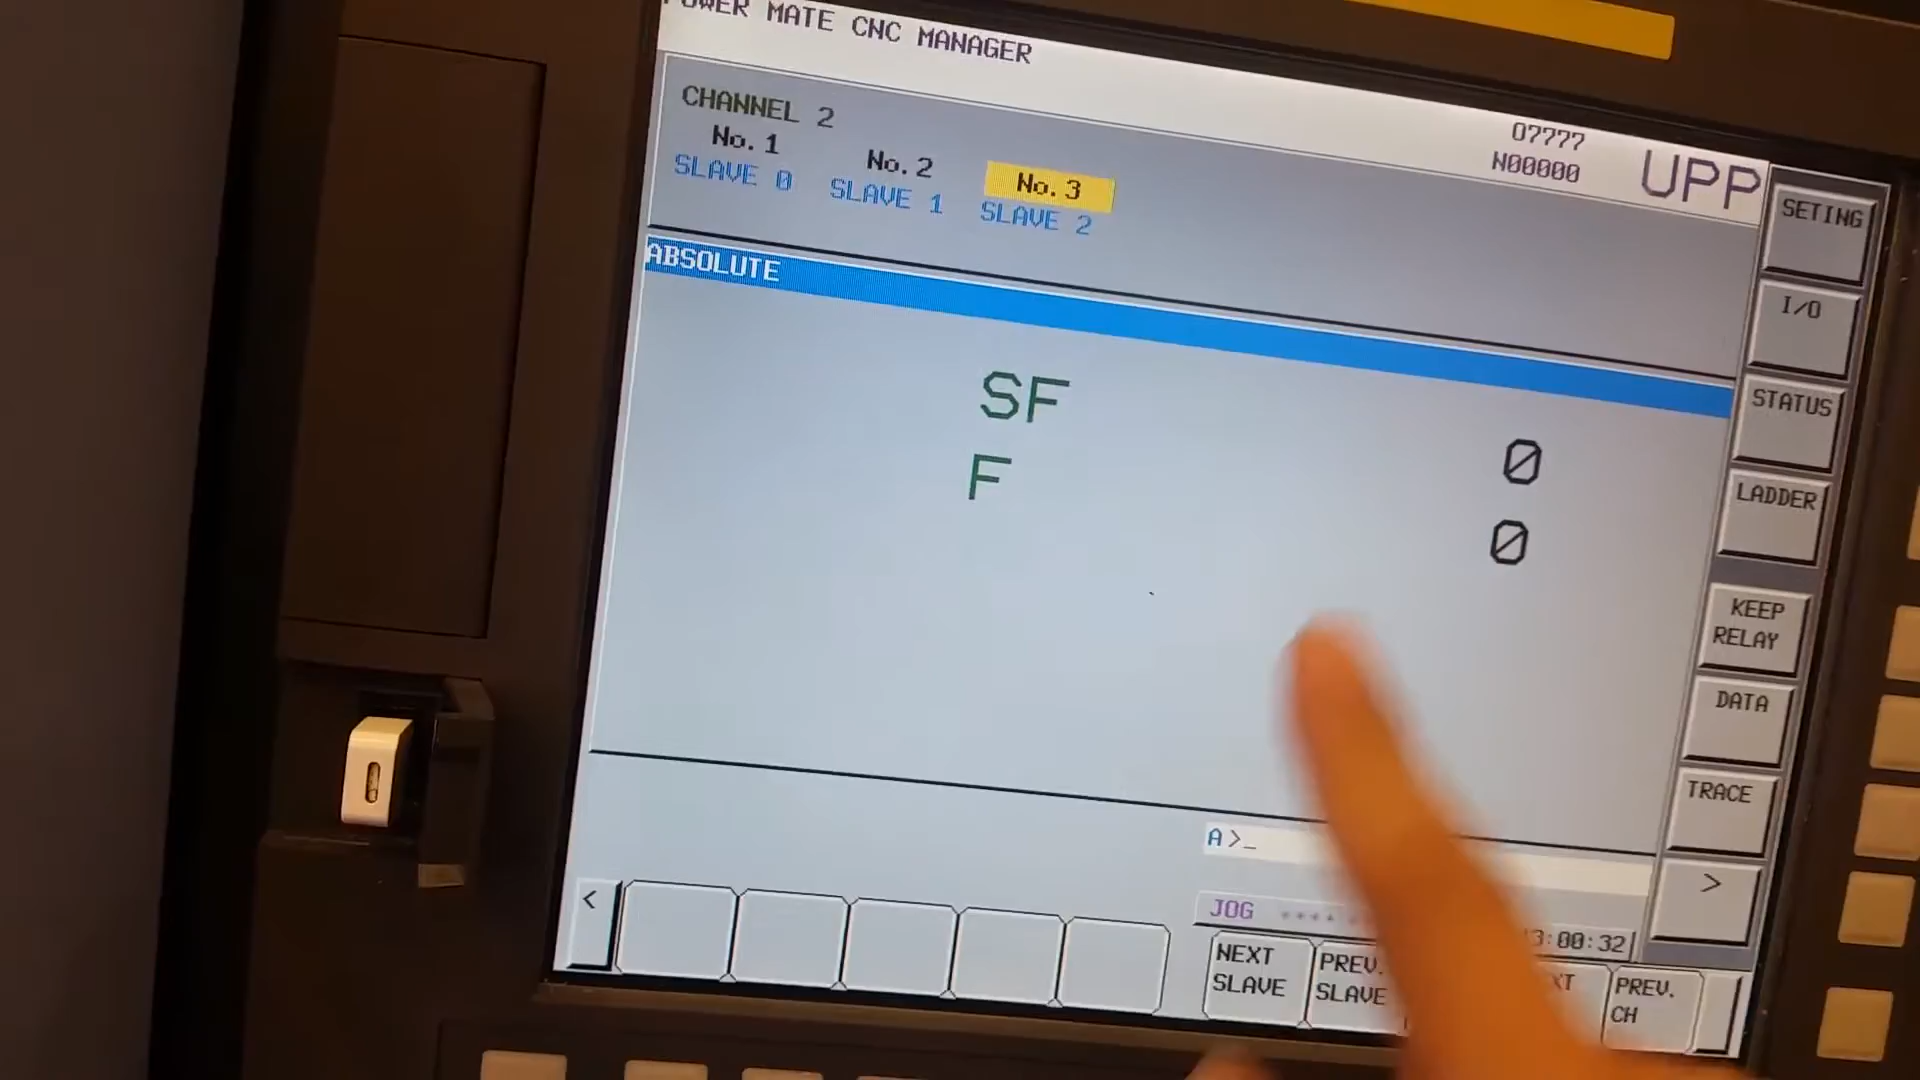 POWER MATE CNC MANAGER
CHANNEL 2
No. 1 No. 2 No. 3
SLAVE 0 SLAVE 1 SLAVE 2
O7777
N00000
UPP
ABSOLUTE
SF 0
F 0
A>_
JOG
:00:32
<
NEXT SLAVE
PREV. SLAVE
PREV. CH
SETING
I/O
STATUS
LADDER
KEEP RELAY
DATA
TRACE
>